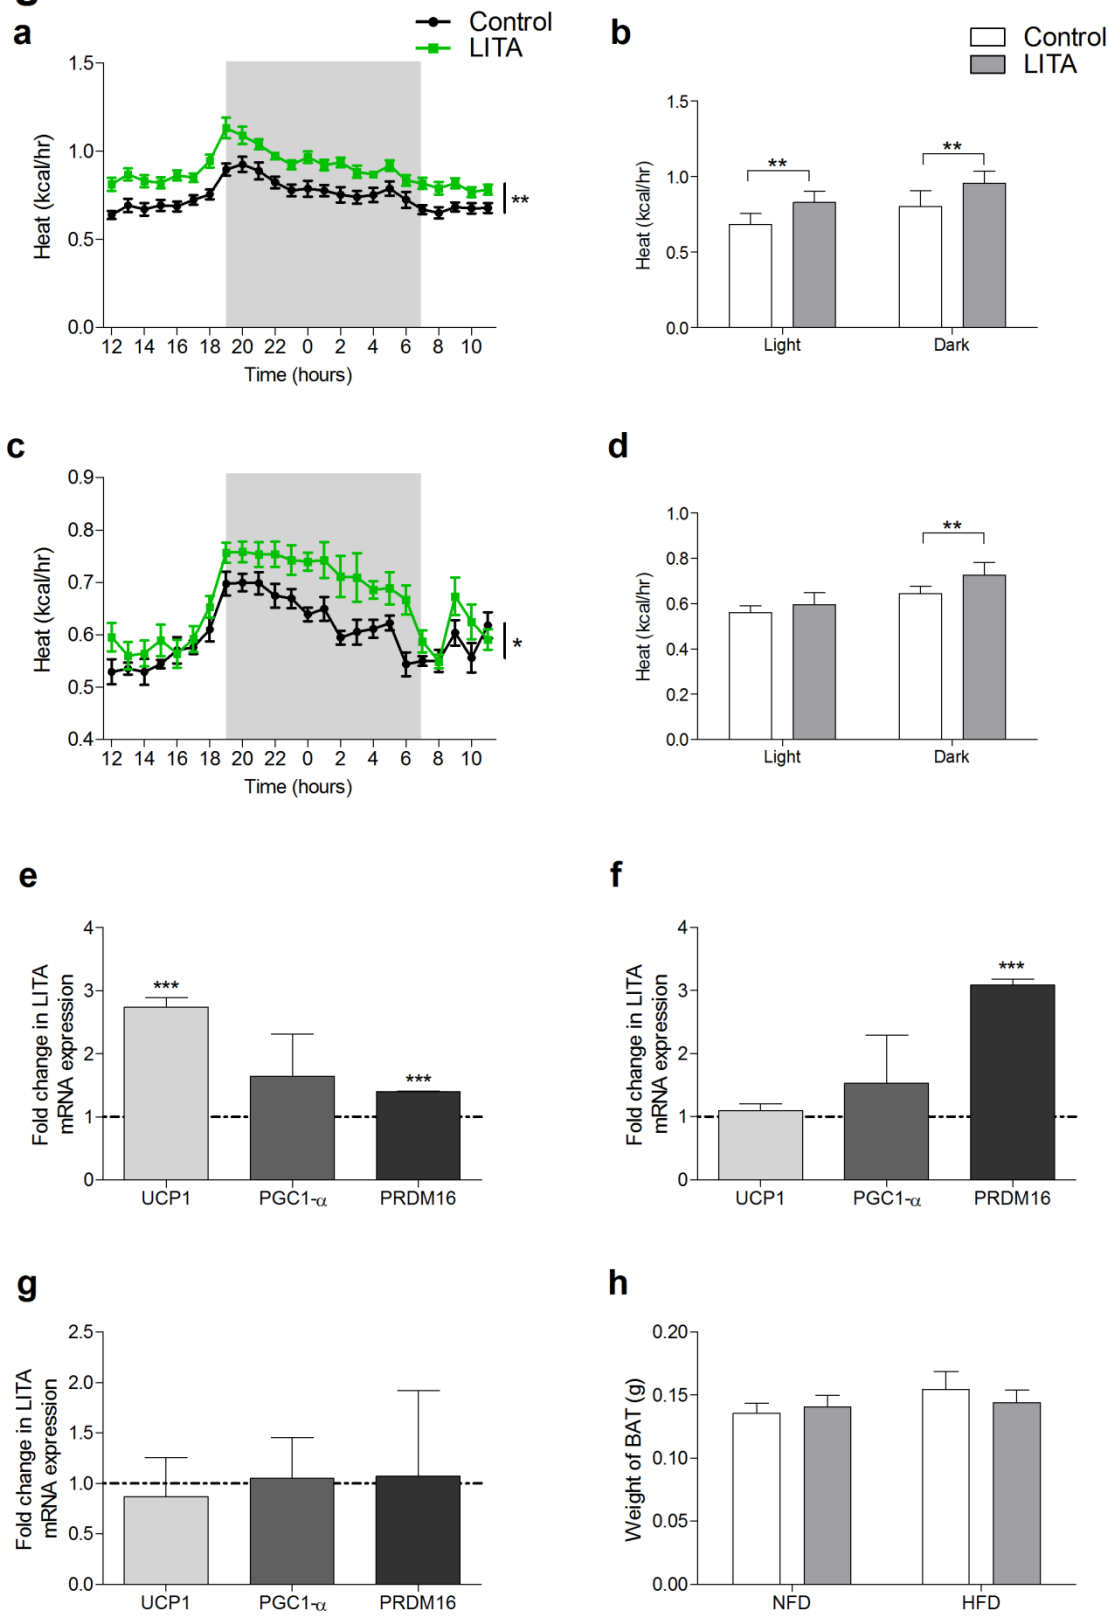 a
Control
LITA
1.5
1.0
0.5
0.0
Heat (kcal/hr)
**
12 14 16 18 20 22 0 2 4 6 8 10
Time (hours)
b
Control
LITA
1.5
1.0
0.5
0.0
Heat (kcal/hr)
**
**
Light Dark
c
0.9
0.8
0.7
0.6
0.5
0.4
Heat (kcal/hr)
*
12 14 16 18 20 22 0 2 4 6 8 10
Time (hours)
d
1.0
0.8
0.6
0.4
0.2
0.0
Heat (kcal/hr)
**
Light Dark
e
4
3
2
1
0
Fold change in LITA
mRNA expression
***
***
UCP1 PGC1-α PRDM16
f
4
3
2
1
0
Fold change in LITA
mRNA expression
***
UCP1 PGC1-α PRDM16
g
2.5
2.0
1.5
1.0
0.5
0.0
Fold change in LITA
mRNA expression
UCP1 PGC1-α PRDM16
h
0.20
0.15
0.10
0.05
0.00
Weight of BAT (g)
NFD HFD